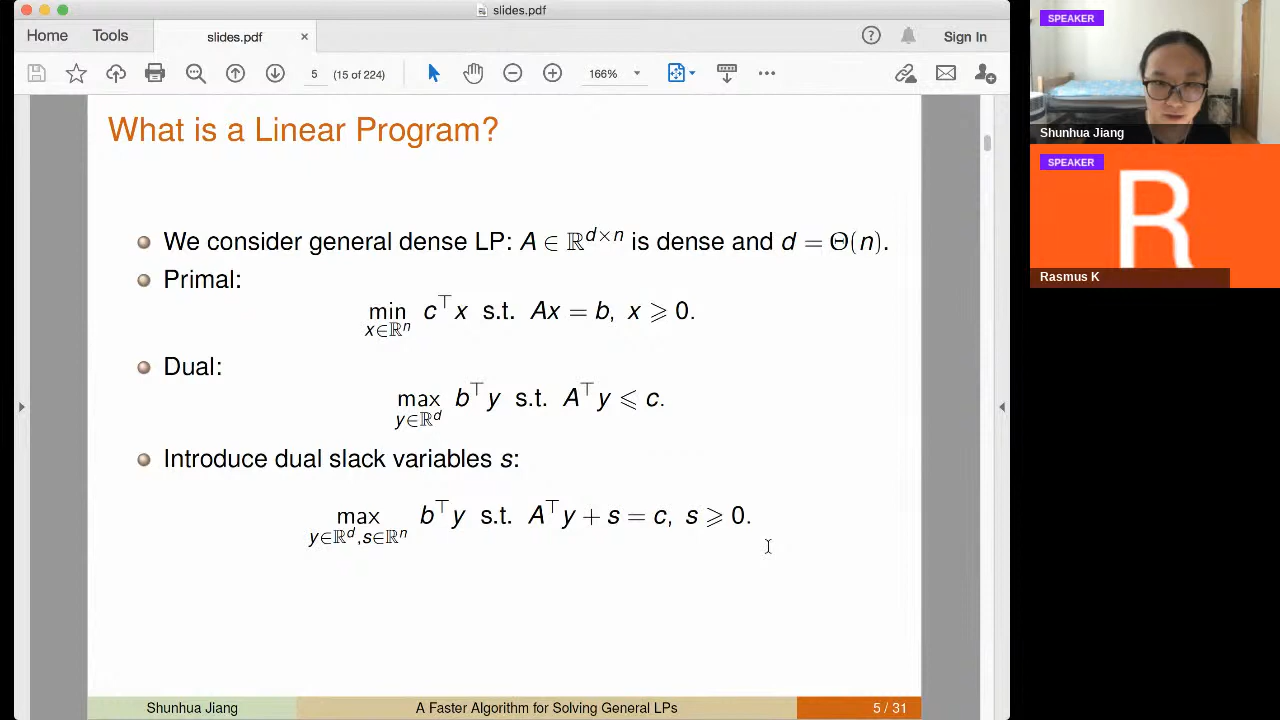 slides.pdf
Home Tools slides.pdf × Sign In
5 (15 of 224) 166%
What is a Linear Program?
We consider general dense LP: A ∈ ℝ^{d×n} is dense and d = Θ(n).
Primal:
min_{x∈ℝ^n} c^⊤x s.t. Ax = b, x ⩾ 0.
Dual:
max_{y∈ℝ^d} b^⊤y s.t. A^⊤y ⩽ c.
Introduce dual slack variables s:
max_{y∈ℝ^d,s∈ℝ^n} b^⊤y s.t. A^⊤y + s = c, s ⩾ 0.
Shunhua Jiang A Faster Algorithm for Solving General LPs 5 / 31
SPEAKER
Shunhua Jiang
SPEAKER
R
Rasmus K